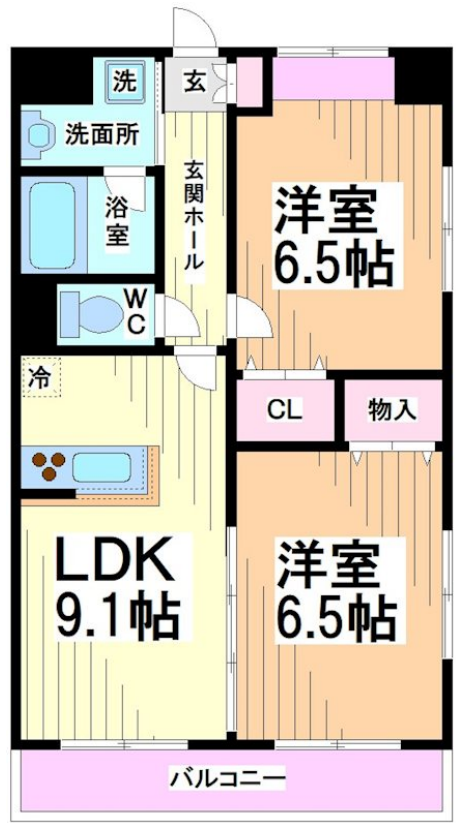 洗
玄
洗面所
玄関ホール
浴室
洋室
6.5帖
WC
冷
CL
物入
LDK
9.1帖
洋室
6.5帖
バルコニー